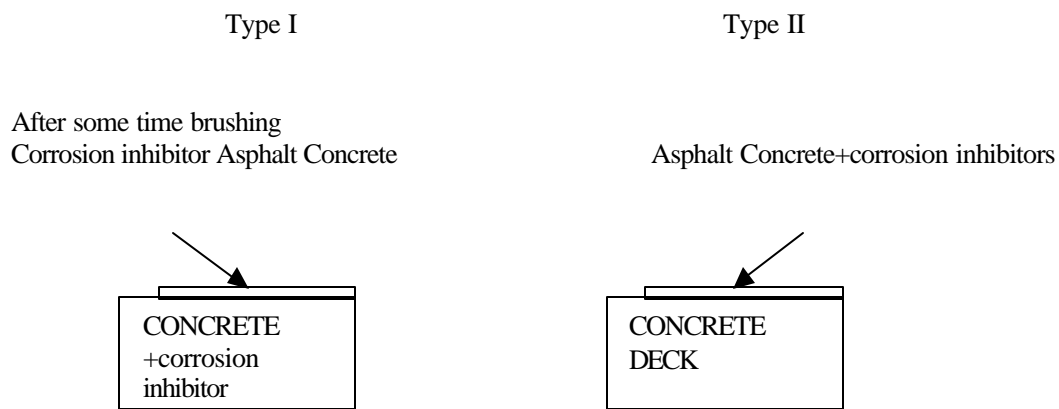 Type I
Type II
After some time brushing
Corrosion inhibitor Asphalt Concrete
Asphalt Concrete+corrosion inhibitors
CONCRETE
+corrosion
inhibitor
CONCRETE
DECK